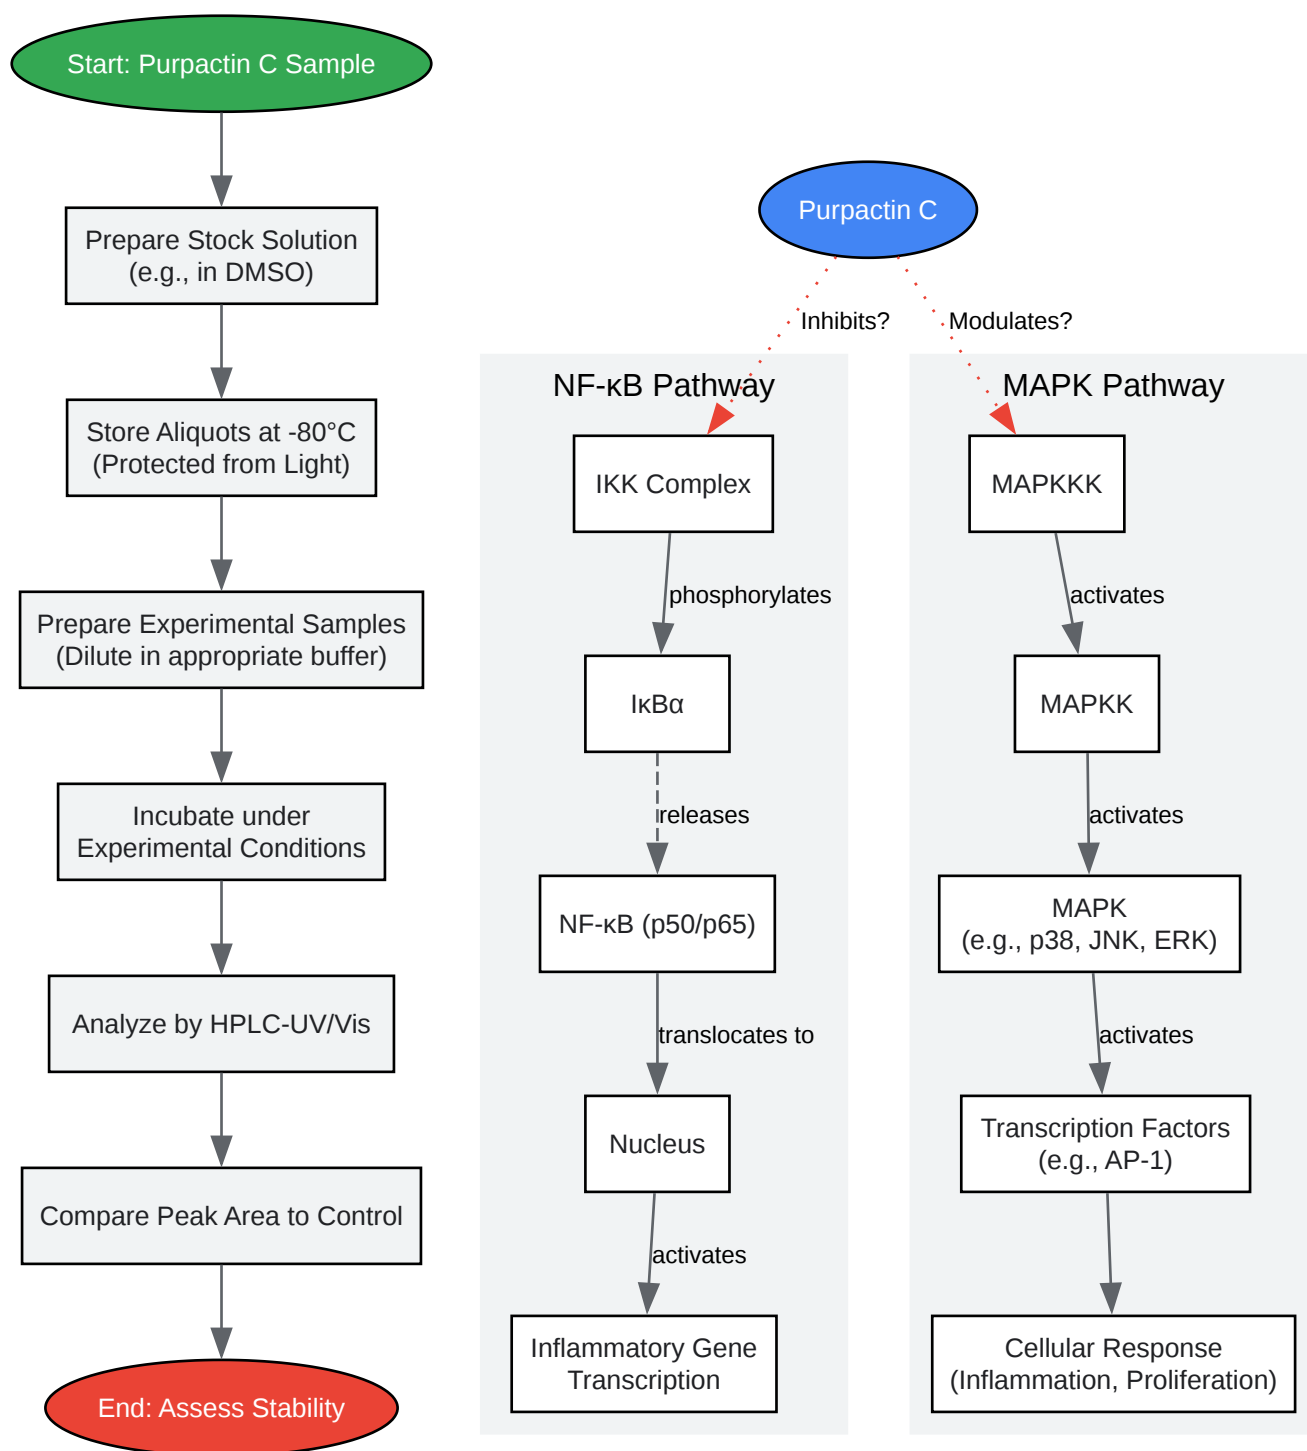 Start: Purpactin C Sample
Prepare Stock Solution
(e.g., in DMSO)
Store Aliquots at -80°C
(Protected from Light)
Prepare Experimental Samples
(Dilute in appropriate buffer)
Incubate under
Experimental Conditions
Analyze by HPLC-UV/Vis
Compare Peak Area to Control
End: Assess Stability
Purpactin C
Inhibits?
Modulates?
NF-κB Pathway
IKK Complex
phosphorylates
IκBα
releases
NF-κB (p50/p65)
translocates to
Nucleus
activates
Inflammatory Gene
Transcription
MAPK Pathway
MAPKKK
activates
MAPKK
activates
MAPK
(e.g., p38, JNK, ERK)
activates
Transcription Factors
(e.g., AP-1)
Cellular Response
(Inflammation, Proliferation)